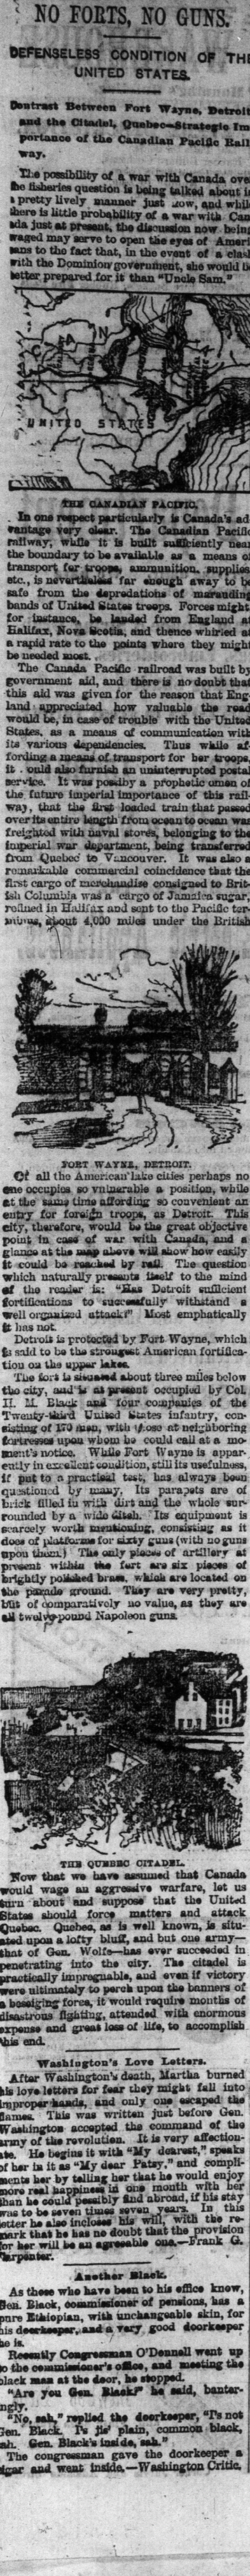 NO FORTS, NO GUNS.
DEFENSELESS CONDITION OF THE
UNITED STATES.
Contrast Between Fort Wayne, Detroit
and the Citadel, Quebec—Strategic Im
portance of the Canadian Pacific Rail
way.
The possibility of a war with Canada ove
the fisheries question is being talked about i
a pretty lively manner just now, and whil
there is little probability of a war with Can
ada just at present, the discussion now being
waged may serve to open the eyes of Ameri
cans to the fact that, in the event of a clash
with the Dominion government, she would b
better prepared for it than "Uncle Sam."
CANADA
UNITED STATES
THE CANADIAN PACIFIC.
In one respect particularly is Canada's ad
vantage very clear. The Canadian Pacific
railway, while it is built sufficiently near
the boundary to be available as a means of
transport for troops, ammunition, supplies
etc., is nevertheless far enough away to be
safe from the depredations of marauding
bands of United States troops. Forces might
for instance, be landed from England at
Halifax, Nova Scotia, and thence whirled at
a rapid rate to the points where they might
be needed most.
The Canada Pacific railroad was built by
government aid, and there is no doubt that
this aid was given for the reason that Eng
land appreciated how valuable the road
would be, in case of trouble with the United
States, as a means of communication with
its various dependencies. Thus while af
fording a means of transport for her troops,
it could also furnish an uninterrupted postal
service. It was possibly a prophetic omen of
the future imperial importance of this rail-
way, that the first loaded train that passed
over its entire length from ocean to ocean was
freighted with naval stores, belonging to the
imperial war department, being transferred
from Quebec to Vancouver. It was also a
remarkable commercial coincidence that the
first cargo of merchandise consigned to Brit-
ish Columbia was a cargo of Jamaica sugar,
refined in Halifax and sent to the Pacific ter-
minus, about 4,000 miles under the British
FORT WAYNE, DETROIT.
Of all the American lake cities perhaps no
one occupies so vulnerable a position, while
at the same time affording so convenient an
entry for foreign troops, as Detroit. This
city, therefore, would be the great objective
point in case of war with Canada, and a
glance at the map above will show how easily
it could be reached by rail. The question
which naturally presents itself to the mind
of the reader is: "Has Detroit sufficient
fortifications to successfully withstand a
well organized attack?" Most emphatically
it has not.
Detroit is protected by Fort Wayne, which
is said to be the strongest American fortifica-
tion on the upper lakes.
The fort is situated about three miles below
the city, and is at present occupied by Col.
H. M. Black and four companies of the
Twenty-third United States infantry, con-
sisting of 170 men, with those at neighboring
fortresses upon whom he could call at a mo-
ment's notice. While Fort Wayne is appar-
ently in excellent condition, still its usefulness,
if put to a practical test, has always been
questioned by many. Its parapets are of
brick filled in with dirt and the whole sur-
rounded by a wide ditch. Its equipment is
scarcely worth mentioning, consisting as it
does of platforms for sixty guns (with no guns
upon them.) The only pieces of artillery at
present within the fort are six pieces of
brightly polished brass, which are located on
the parade ground. They are very pretty,
but of comparatively no value, as they are
all twelve-pound Napoleon guns.
THE QUEBEC CITADEL.
Now that we have assumed that Canada
would wage an aggressive warfare, let us
turn about and suppose that the United
States should force matters and attack
Quebec. Quebec, as is well known, is situ-
ated upon a lofty bluff, and but one army—
that of Gen. Wolfe—has ever succeeded in
penetrating into the city. The citadel is
practically impregnable, and even if victory
were ultimately to perch upon the banners of
a besieging force, it would require months of
disastrous fighting, attended with enormous
expense and great loss of life, to accomplish
this end.
Washington's Love Letters.
After Washington's death, Martha burned
his love letters for fear they might fall into
improper hands, and only one escaped the
flames. This was written just before Gen.
Washington accepted the command of the
army of the revolution. It is very affection-
ate. He begins it with "My dearest," speaks
of her in it as "My dear Patsy," and compli-
ments her by telling her that he would enjoy
more real happiness in one month with her
than he could possibly find abroad, if his stay
was to be seven times seven years. In this
letter he also incloses his will, with the re-
mark that he has no doubt that the provision
for her will be an agreeable one.—Frank G.
Carpenter.
Another Black.
As those who have been to his office know,
Gen. Black, commissioner of pensions, has a
pure Ethiopian, with unchangeable skin, for
his doorkeeper, and a very good doorkeeper
he is.
Recently Congressman O'Donnell went up
to the commissioner's office, and meeting the
black man at the door, he stopped.
"Are you Gen. Black?" he said, banter-
ingly.
"No, sah," replied the doorkeeper, "I's not
Gen. Black. I's jis' plain, common black,
sah. Gen. Black's inside, sah."
The congressman gave the doorkeeper a
cigar and went inside.—Washington Critic.